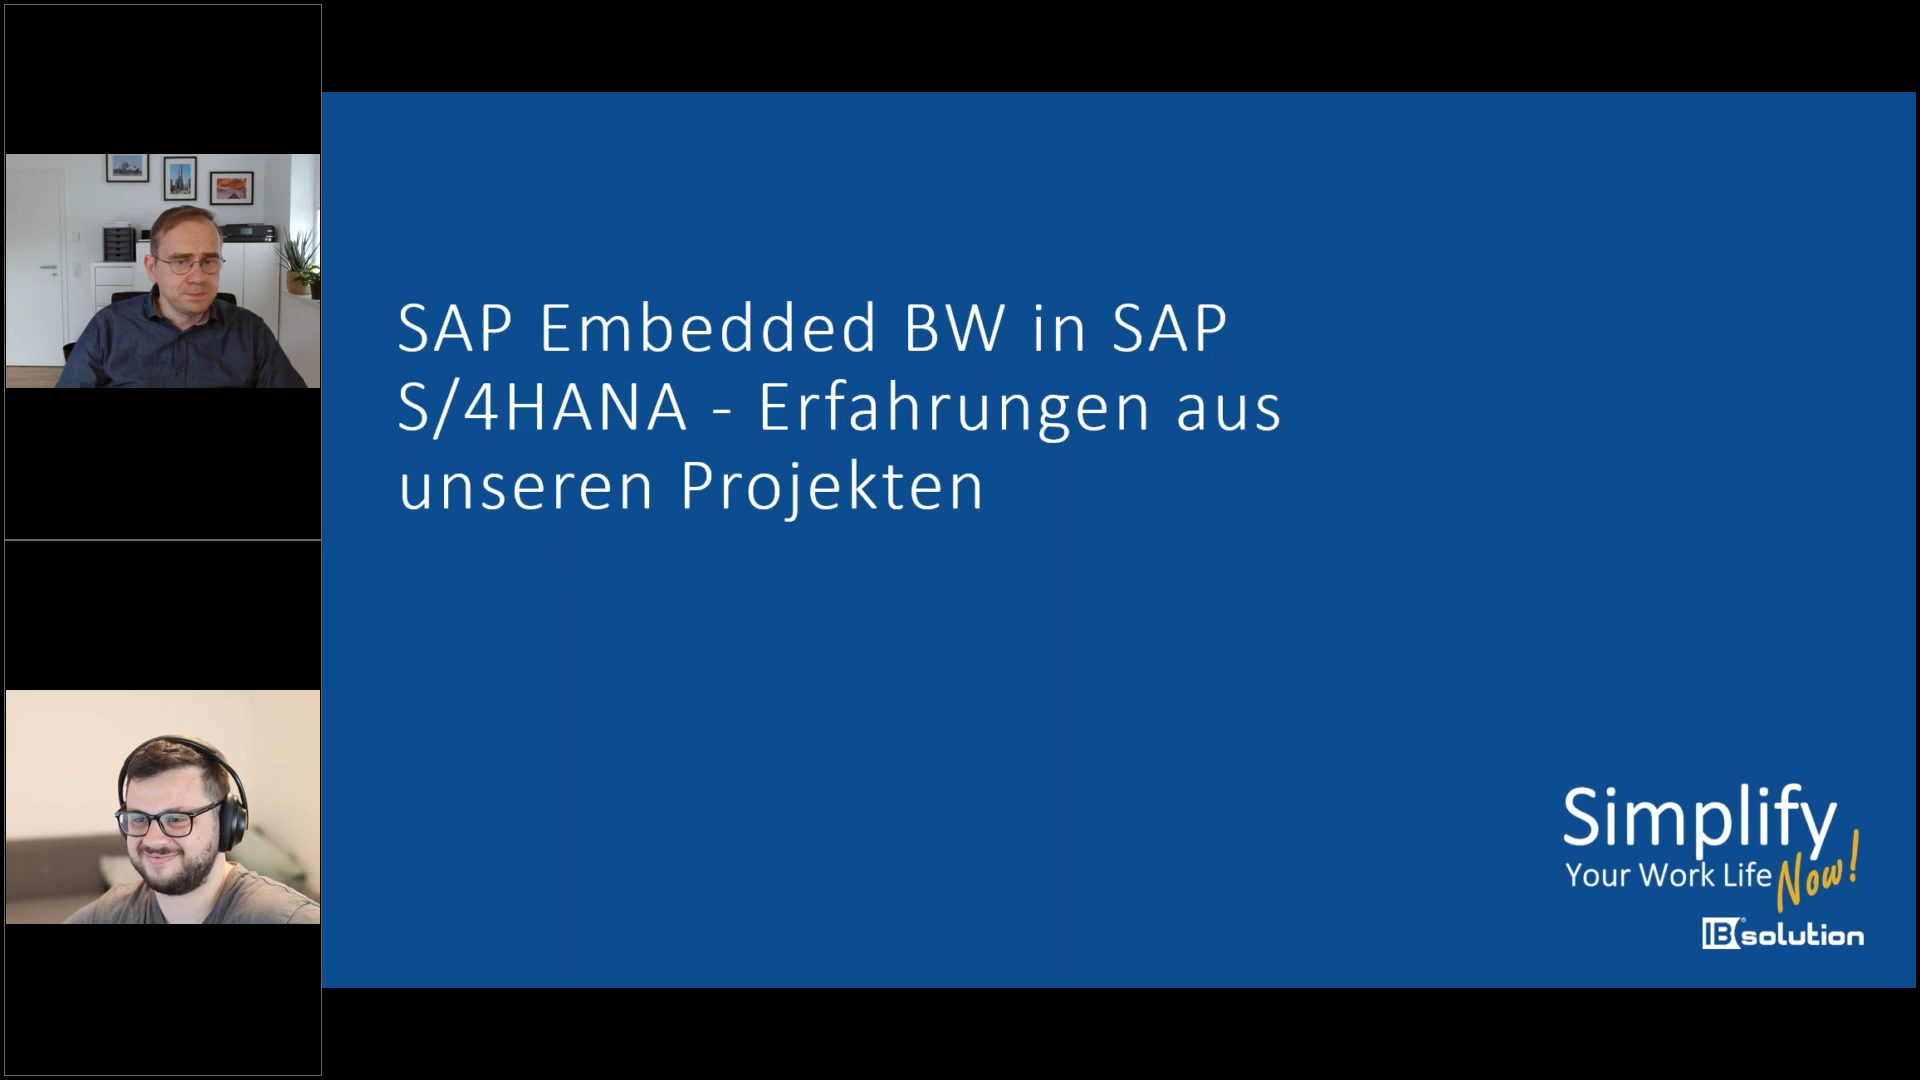 SAP Embedded BW in SAP
S/4HANA - Erfahrungen aus
unseren Projekten
Simplify
Your Work Life Now!
IBsolution